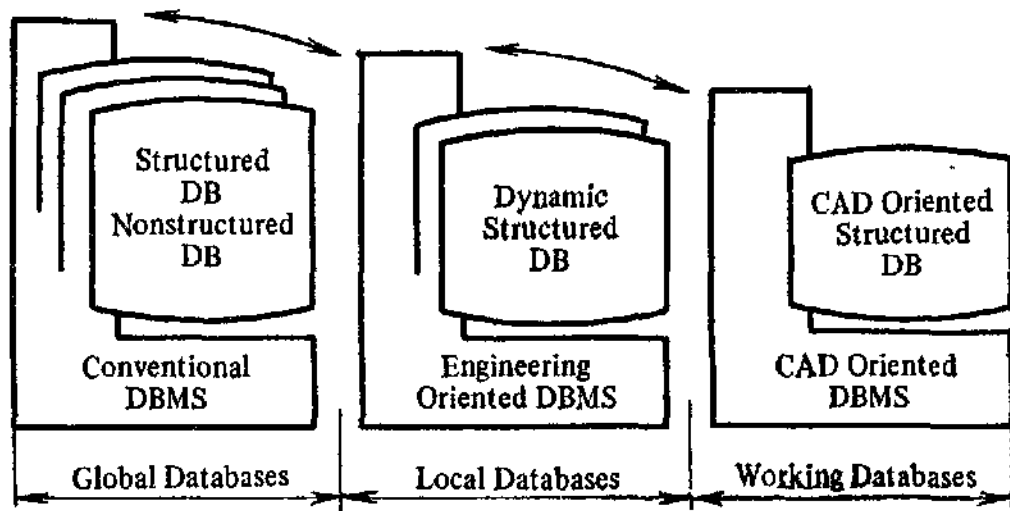 Structured
DB
Nonstructured
DB
Conventional
DBMS
Global Databases
Dynamic
Structured
DB
Engineering
Oriented DBMS
Local Databases
CAD Oriented
Structured
DB
CAD Oriented
DBMS
Working Databases